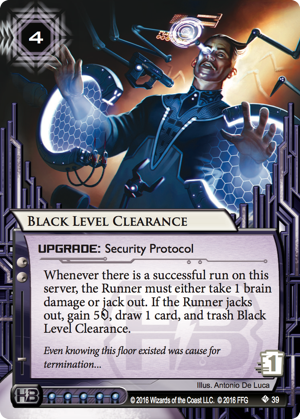 4
BLACK LEVEL CLEARANCE
UPGRADE: Security Protocol
Whenever there is a successful run on this
server, the Runner must either take 1 brain
damage or jack out. If the Runner jacks
out, gain 5, draw 1 card, and trash Black
Level Clearance.
Even knowing this floor existed was cause for
termination...
1
Illus. Antonio De Luca
HB
© 2016 Wizards of the Coast LLC. © 2016 FFG
39